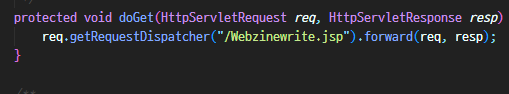 protected void doGet(HttpServletRequest req, HttpServletResponse resp)
    req.getRequestDispatcher("/Webzinewrite.jsp").forward(req, resp);
}
/**